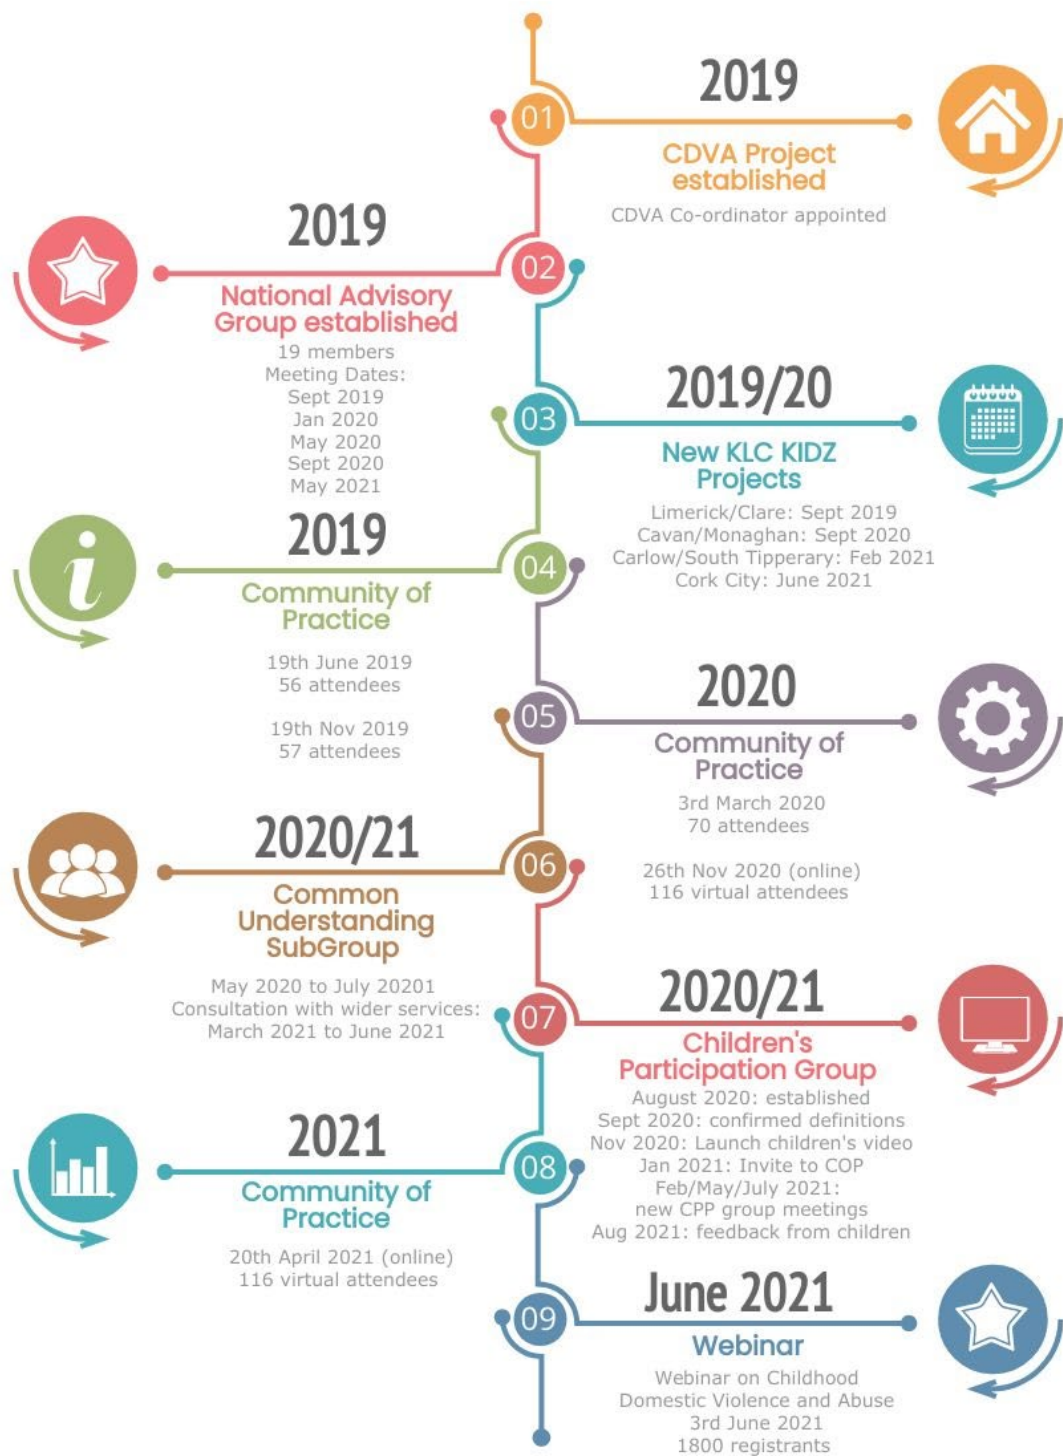 01
2019
CDVA Project
established
CDVA Co-ordinator appointed
02
2019
National Advisory
Group established
19 members
Meeting Dates:
Sept 2019
Jan 2020
May 2020
Sept 2020
May 2021
03
2019/20
New KLC KIDZ
Projects
Limerick/Clare: Sept 2019
Cavan/Monaghan: Sept 2020
Carlow/South Tipperary: Feb 2021
Cork City: June 2021
04
2019
Community of
Practice
19th June 2019
56 attendees
19th Nov 2019
57 attendees
05
2020
Community of
Practice
3rd March 2020
70 attendees
26th Nov 2020 (online)
116 virtual attendees
06
2020/21
Common
Understanding
SubGroup
May 2020 to July 20201
Consultation with wider services:
March 2021 to June 2021
07
2020/21
Children's
Participation Group
August 2020: established
Sept 2020: confirmed definitions
Nov 2020: Launch children's video
Jan 2021: Invite to COP
Feb/May/July 2021:
new CPP group meetings
Aug 2021: feedback from children
08
2021
Community of
Practice
20th April 2021 (online)
116 virtual attendees
09
June 2021
Webinar
Webinar on Childhood
Domestic Violence and Abuse
3rd June 2021
1800 registrants